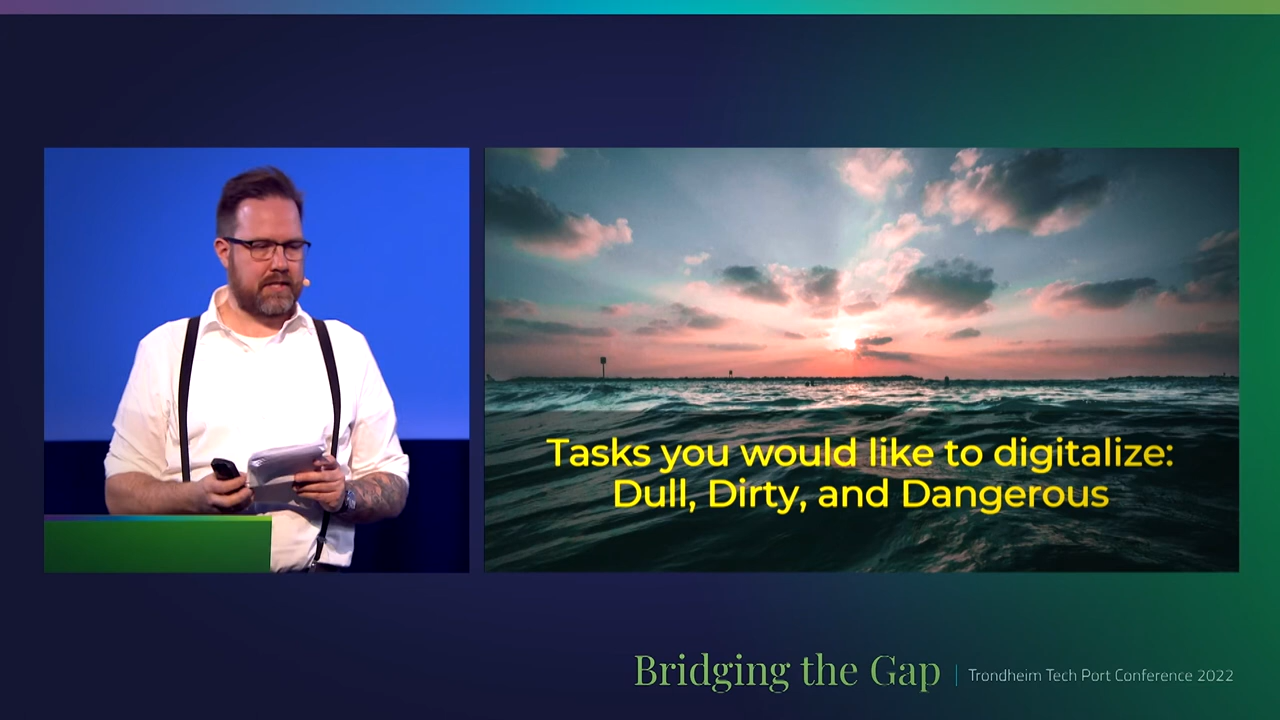 Tasks you would like to digitalize:
Dull, Dirty, and Dangerous
Bridging the Gap | Trondheim Tech Port Conference 2022